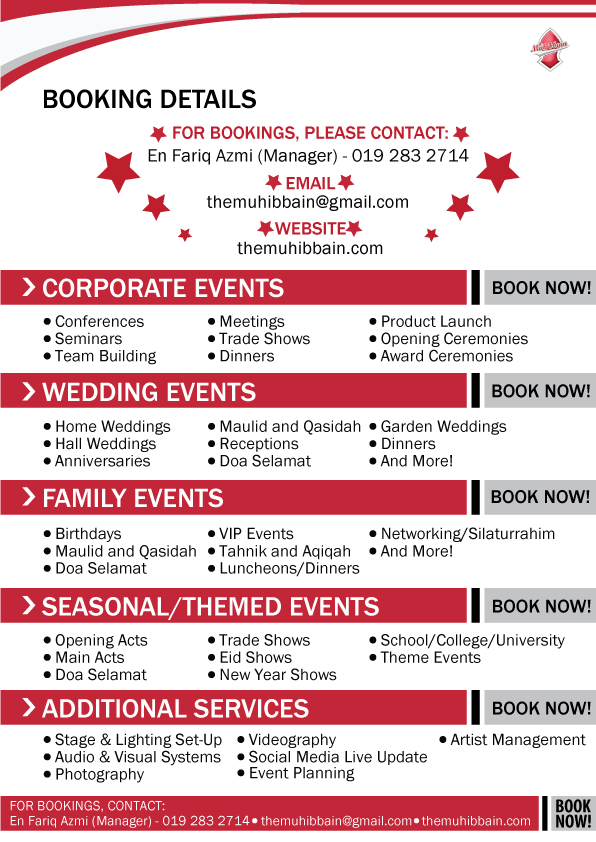 BOOKING DETAILS
FOR BOOKINGS, PLEASE CONTACT:
En Fariq Azmi (Manager) - 019 283 2714
EMAIL
themuhibbain@gmail.com
WEBSITE
themuhibbain.com
CORPORATE EVENTS BOOK NOW!
• Conferences • Meetings • Product Launch
• Seminars • Trade Shows • Opening Ceremonies
• Team Building • Dinners • Award Ceremonies
WEDDING EVENTS BOOK NOW!
• Home Weddings • Maulid and Qasidah • Garden Weddings
• Hall Weddings • Receptions • Dinners
• Anniversaries • Doa Selamat • And More!
FAMILY EVENTS BOOK NOW!
• Birthdays • VIP Events • Networking/Silaturrahim
• Maulid and Qasidah • Tahnik and Aqiqah • And More!
• Doa Selamat • Luncheons/Dinners
SEASONAL/THEMED EVENTS BOOK NOW!
• Opening Acts • Trade Shows • School/College/University
• Main Acts • Eid Shows • Theme Events
• Doa Selamat • New Year Shows
ADDITIONAL SERVICES BOOK NOW!
• Stage & Lighting Set-Up • Videography • Artist Management
• Audio & Visual Systems • Social Media Live Update
• Photography • Event Planning
FOR BOOKINGS, CONTACT:
En Fariq Azmi (Manager) - 019 283 2714 • themuhibbain@gmail.com • themuhibbain.com
BOOK
NOW!